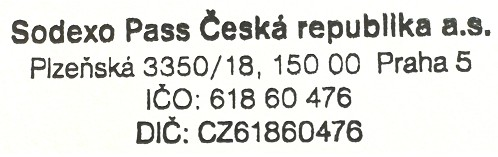 Sodexo Pass Česká republika a.s.
Plzeňská 3350/18, 150 00 Praha 5
IČO: 618 60 476
DIČ: CZ61860476